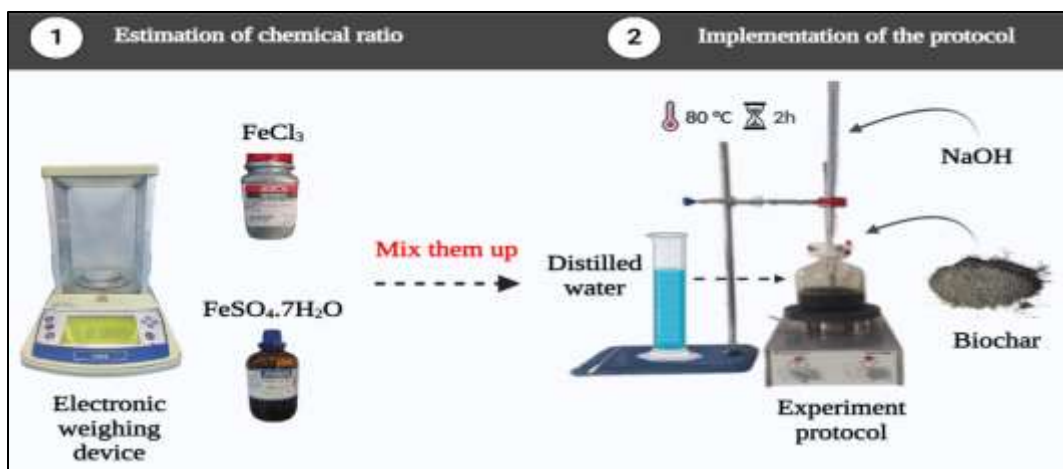 1
Estimation of chemical ratio
2
Implementation of the protocol
FeCl₃
FeSO₄.7H₂O
Electronic
weighing
device
Mix them up
80 °C
2h
NaOH
Distilled
water
Biochar
Experiment
protocol